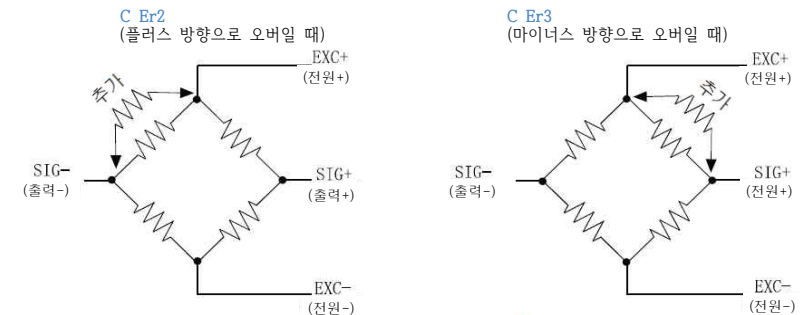 C Er2
(플러스 방향으로 오버일 때)
EXC+
(전원+)
추가
SIG-
(출력-)
SIG+
(출력+)
EXC-
(전원-)
C Er3
(마이너스 방향으로 오버일 때)
EXC+
(전원+)
추가
SIG-
(출력-)
SIG+
(전원+)
EXC-
(전원-)